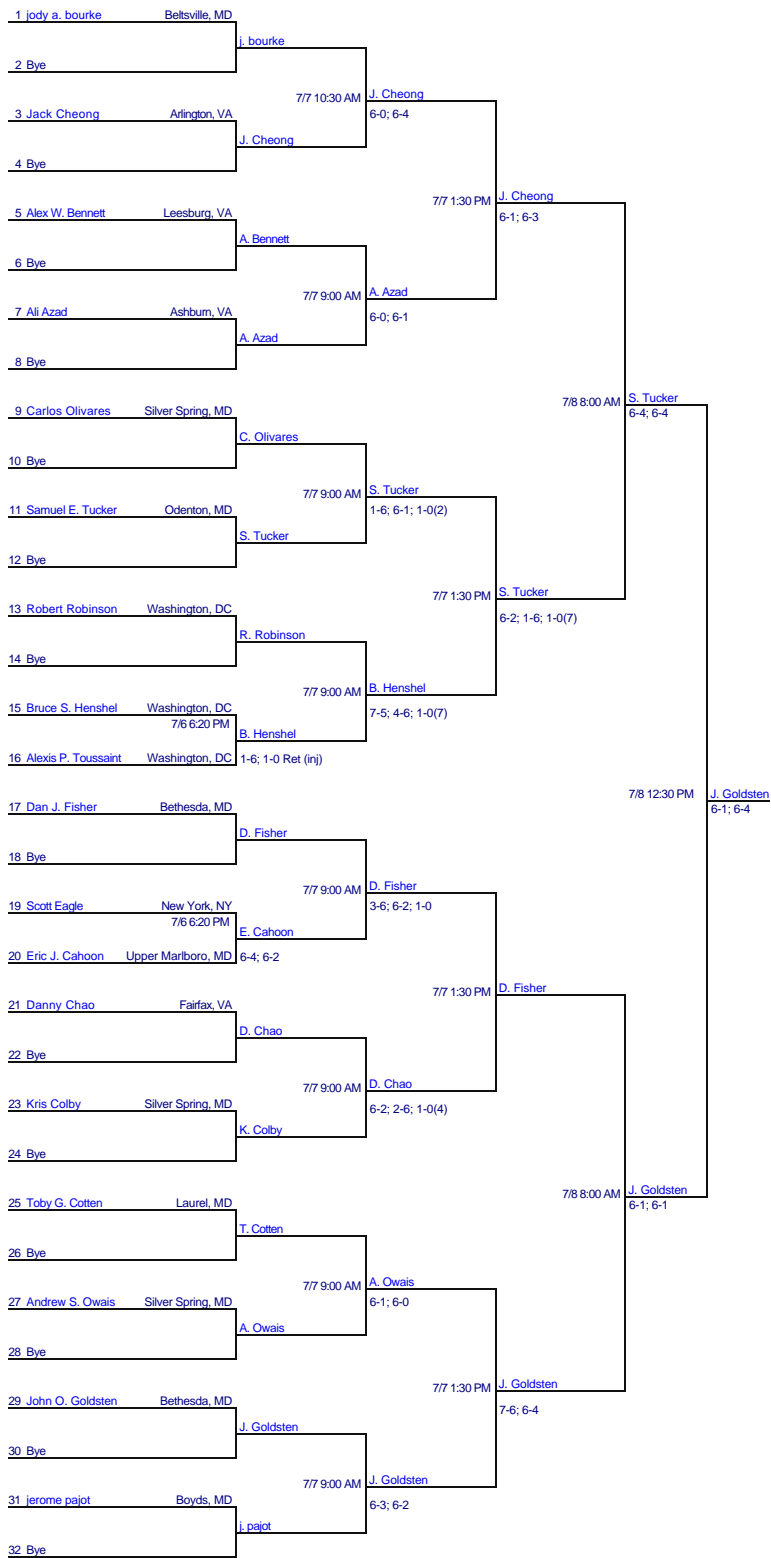 1 jody a. bourke Beltsville, MD
j. bourke
2 Bye
7/7 10:30 AM J. Cheong
6-0; 6-4
3 Jack Cheong Arlington, VA
J. Cheong
4 Bye
7/7 1:30 PM J. Cheong
6-1; 6-3
5 Alex W. Bennett Leesburg, VA
A. Bennett
6 Bye
7/7 9:00 AM A. Azad
6-0; 6-1
7 Ali Azad Ashburn, VA
A. Azad
8 Bye
7/8 8:00 AM S. Tucker
6-4; 6-4
9 Carlos Olivares Silver Spring, MD
C. Olivares
10 Bye
7/7 9:00 AM S. Tucker
1-6; 6-1; 1-0(2)
11 Samuel E. Tucker Odenton, MD
S. Tucker
12 Bye
7/7 1:30 PM S. Tucker
6-2; 1-6; 1-0(7)
13 Robert Robinson Washington, DC
R. Robinson
14 Bye
7/7 9:00 AM B. Henshel
7-5; 4-6; 1-0(7)
15 Bruce S. Henshel Washington, DC
7/6 6:20 PM
B. Henshel
16 Alexis P. Toussaint Washington, DC 1-6; 1-0 Ret (inj)
7/8 12:30 PM J. Goldsten
6-1; 6-4
17 Dan J. Fisher Bethesda, MD
D. Fisher
18 Bye
7/7 9:00 AM D. Fisher
3-6; 6-2; 1-0
19 Scott Eagle New York, NY
7/6 6:20 PM
E. Cahoon
20 Eric J. Cahoon Upper Marlboro, MD 6-4; 6-2
7/7 1:30 PM D. Fisher
21 Danny Chao Fairfax, VA
D. Chao
22 Bye
7/7 9:00 AM D. Chao
6-2; 2-6; 1-0(4)
23 Kris Colby Silver Spring, MD
K. Colby
24 Bye
7/8 8:00 AM J. Goldsten
6-1; 6-1
25 Toby G. Cotten Laurel, MD
T. Cotten
26 Bye
7/7 9:00 AM A. Owais
6-1; 6-0
27 Andrew S. Owais Silver Spring, MD
A. Owais
28 Bye
7/7 1:30 PM J. Goldsten
7-6; 6-4
29 John O. Goldsten Bethesda, MD
J. Goldsten
30 Bye
7/7 9:00 AM J. Goldsten
6-3; 6-2
31 jerome pajot Boyds, MD
j. pajot
32 Bye